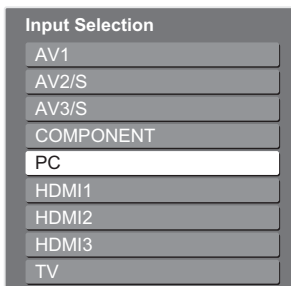 Input Selection
AV1
AV2/S
AV3/S
COMPONENT
PC
HDMI1
HDMI2
HDMI3
TV